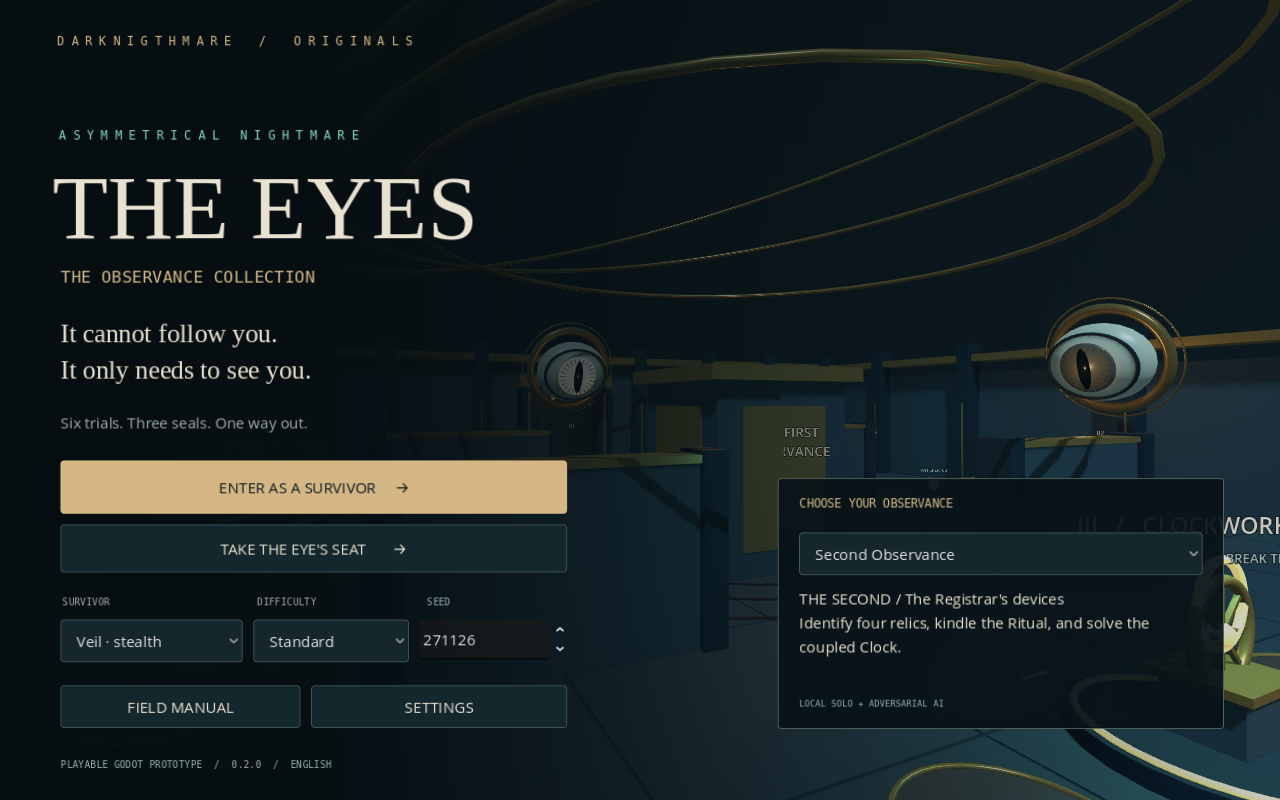 DARKNIGTHMARE / ORIGINALS
ASYMMETRICAL NIGHTMARE
THE EYES
THE OBSERVANCE COLLECTION
It cannot follow you.
It only needs to see you.
Six trials. Three seals. One way out.
ENTER AS A SURVIVOR →
TAKE THE EYE'S SEAT →
SURVIVOR
DIFFICULTY
SEED
Veil · stealth
Standard
271126
FIELD MANUAL
SETTINGS
PLAYABLE GODOT PROTOTYPE / 0.2.0 / ENGLISH
FIRST
VANCE
02
CHOOSE YOUR OBSERVANCE
Second Observance
THE SECOND / The Registrar's devices
Identify four relics, kindle the Ritual, and solve the
coupled Clock.
LOCAL SOLO + ADVERSARIAL AI
III / CLOCKWORK
BREAK